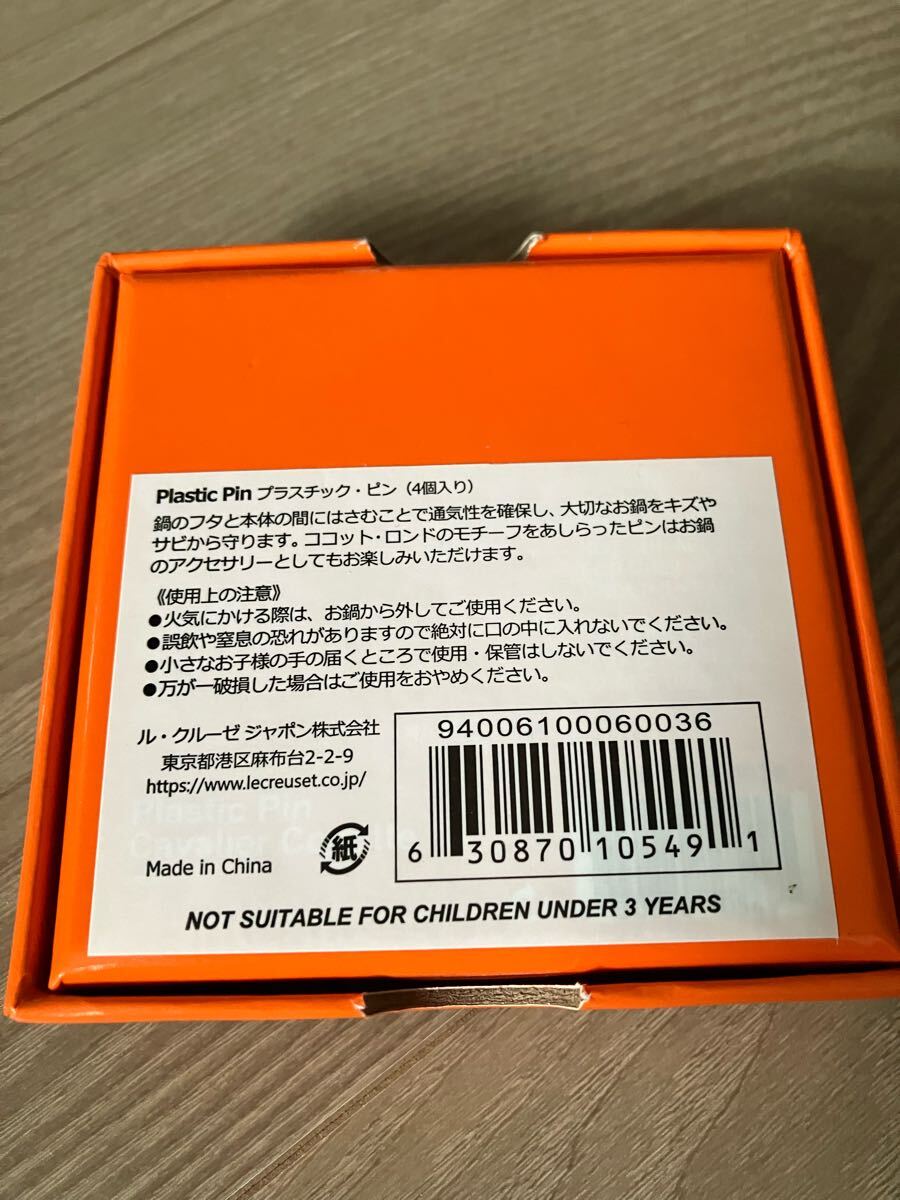 Plastic Pin プラスチック・ピン（4個入り）
鍋のフタと本体の間にはさむことで通気性を確保し、大切なお鍋をキズや
サビから守ります。ココット・ロンドのモチーフをあしらったピンはお鍋
のアクセサリーとしてもお楽しみいただけます。
《使用上の注意》
●火気にかける際は、お鍋から外してご使用ください。
●誤飲や窒息の恐れがありますので絶対に口の中に入れないでください。
●小さなお子様の手の届くところで使用・保管はしないでください。
●万が一破損した場合はご使用をおやめください。
ル・クルーゼ ジャポン株式会社
東京都港区麻布台2-2-9
https://www.lecreuset.co.jp/
94006100060036
6 30870 10549 1
Plastic Pin
Made in China
紙
NOT SUITABLE FOR CHILDREN UNDER 3 YEARS